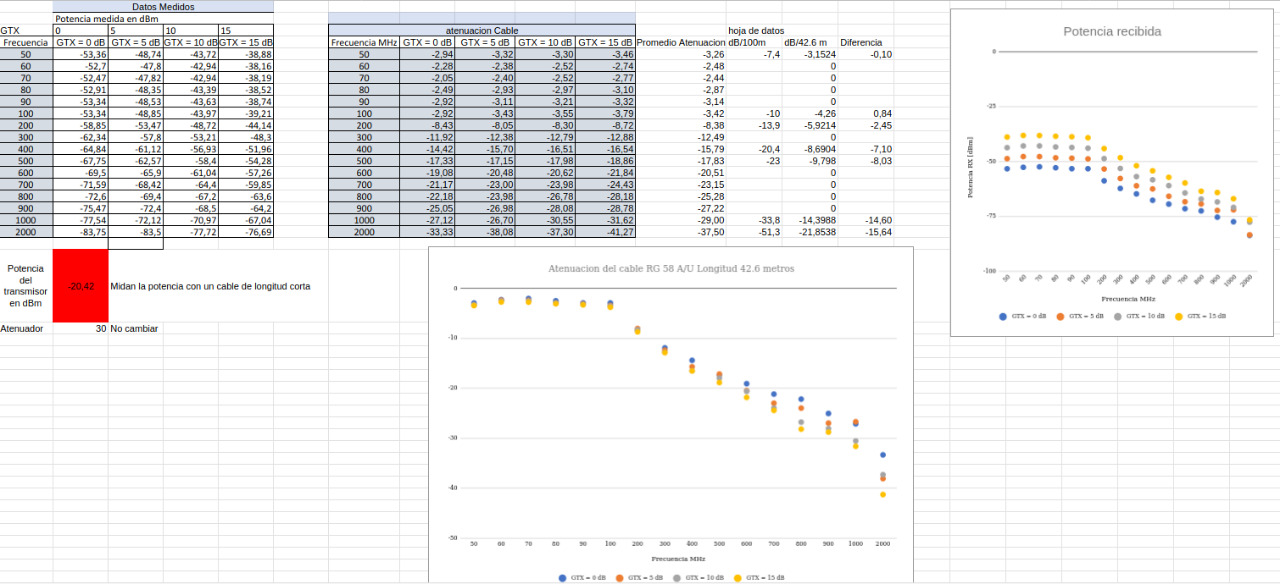 Datos Medidos
Potencia medida en dBm
GTX 0 5 10 15 atenuacion Cable hoja de datos
Frecuencia GTX = 0 dB GTX = 5 dB GTX = 10 dB GTX = 15 dB Frecuencia MHz GTX = 0 dB GTX = 5 dB GTX = 10 dB GTX = 15 dB Promedio Atenuacion dB/100m dB/42.6 m Diferencia
50 -53,36 -48,74 -43,72 -38,88 50 -2,94 -3,32 -3,30 -3,46 -3,26 -7,4 -3,1524 -0,10
60 -52,7 -47,8 -42,94 -38,16 60 -2,28 -2,38 -2,52 -2,74 -2,48 0
70 -52,47 -47,82 -42,94 -38,19 70 -2,05 -2,40 -2,52 -2,77 -2,44 0
80 -52,91 -48,35 -43,39 -38,52 80 -2,49 -2,93 -2,97 -3,10 -2,87 0
90 -53,34 -48,53 -43,63 -38,74 90 -2,92 -3,11 -3,21 -3,32 -3,14 0
100 -53,34 -48,85 -43,97 -39,21 100 -2,92 -3,43 -3,55 -3,79 -3,42 -10 -4,26 0,84
200 -58,85 -53,47 -48,72 -44,14 200 -8,43 -8,05 -8,30 -8,72 -8,38 -13,9 -5,9214 -2,45
300 -62,34 -57,8 -53,21 -48,3 300 -11,92 -12,38 -12,79 -12,88 -12,49 0
400 -64,84 -61,12 -56,93 -51,96 400 -14,42 -15,70 -16,51 -16,54 -15,79 -20,4 -8,6904 -7,10
500 -67,75 -62,57 -58,4 -54,28 500 -17,33 -17,15 -17,98 -18,86 -17,83 -23 -9,798 -8,03
600 -69,5 -65,9 -61,04 -57,26 600 -19,08 -20,48 -20,62 -21,84 -20,51 0
700 -71,59 -68,42 -64,4 -59,85 700 -21,17 -23,00 -23,98 -24,43 -23,15 0
800 -72,6 -69,4 -67,2 -63,6 800 -22,18 -23,98 -26,78 -28,18 -25,28 0
900 -75,47 -72,4 -68,5 -64,2 900 -25,05 -26,98 -28,08 -28,78 -27,22 0
1000 -77,54 -72,12 -70,97 -67,04 1000 -27,12 -26,70 -30,55 -31,62 -29,00 -33,8 -14,3988 -14,60
2000 -83,75 -83,5 -77,72 -76,69 2000 -33,33 -38,08 -37,30 -41,27 -37,50 -51,3 -21,8538 -15,64
Potencia
del
transmisor
en dBm
-20,42 Midan la potencia con un cable de longitud corta
Atenuador 30 No cambiar
Atenuacion del cable RG 58 A/U Longitud 42.6 metros
0
-10
-20
-30
-40
-50
50 60 70 80 90 100 200 300 400 500 600 700 800 900 1000 2000
Frecuencia MHz
GTX = 0 dB GTX = 5 dB GTX = 10 dB GTX = 15 dB
Potencia recibida
Potencia RX [dBm]
0
-25
-50
-75
-100
50 60 70 80 90 100 200 300 400 500 600 700 800 900 1000 2000
Frecuencia MHz
GTX = 0 dB GTX = 5 dB GTX = 10 dB GTX = 15 dB